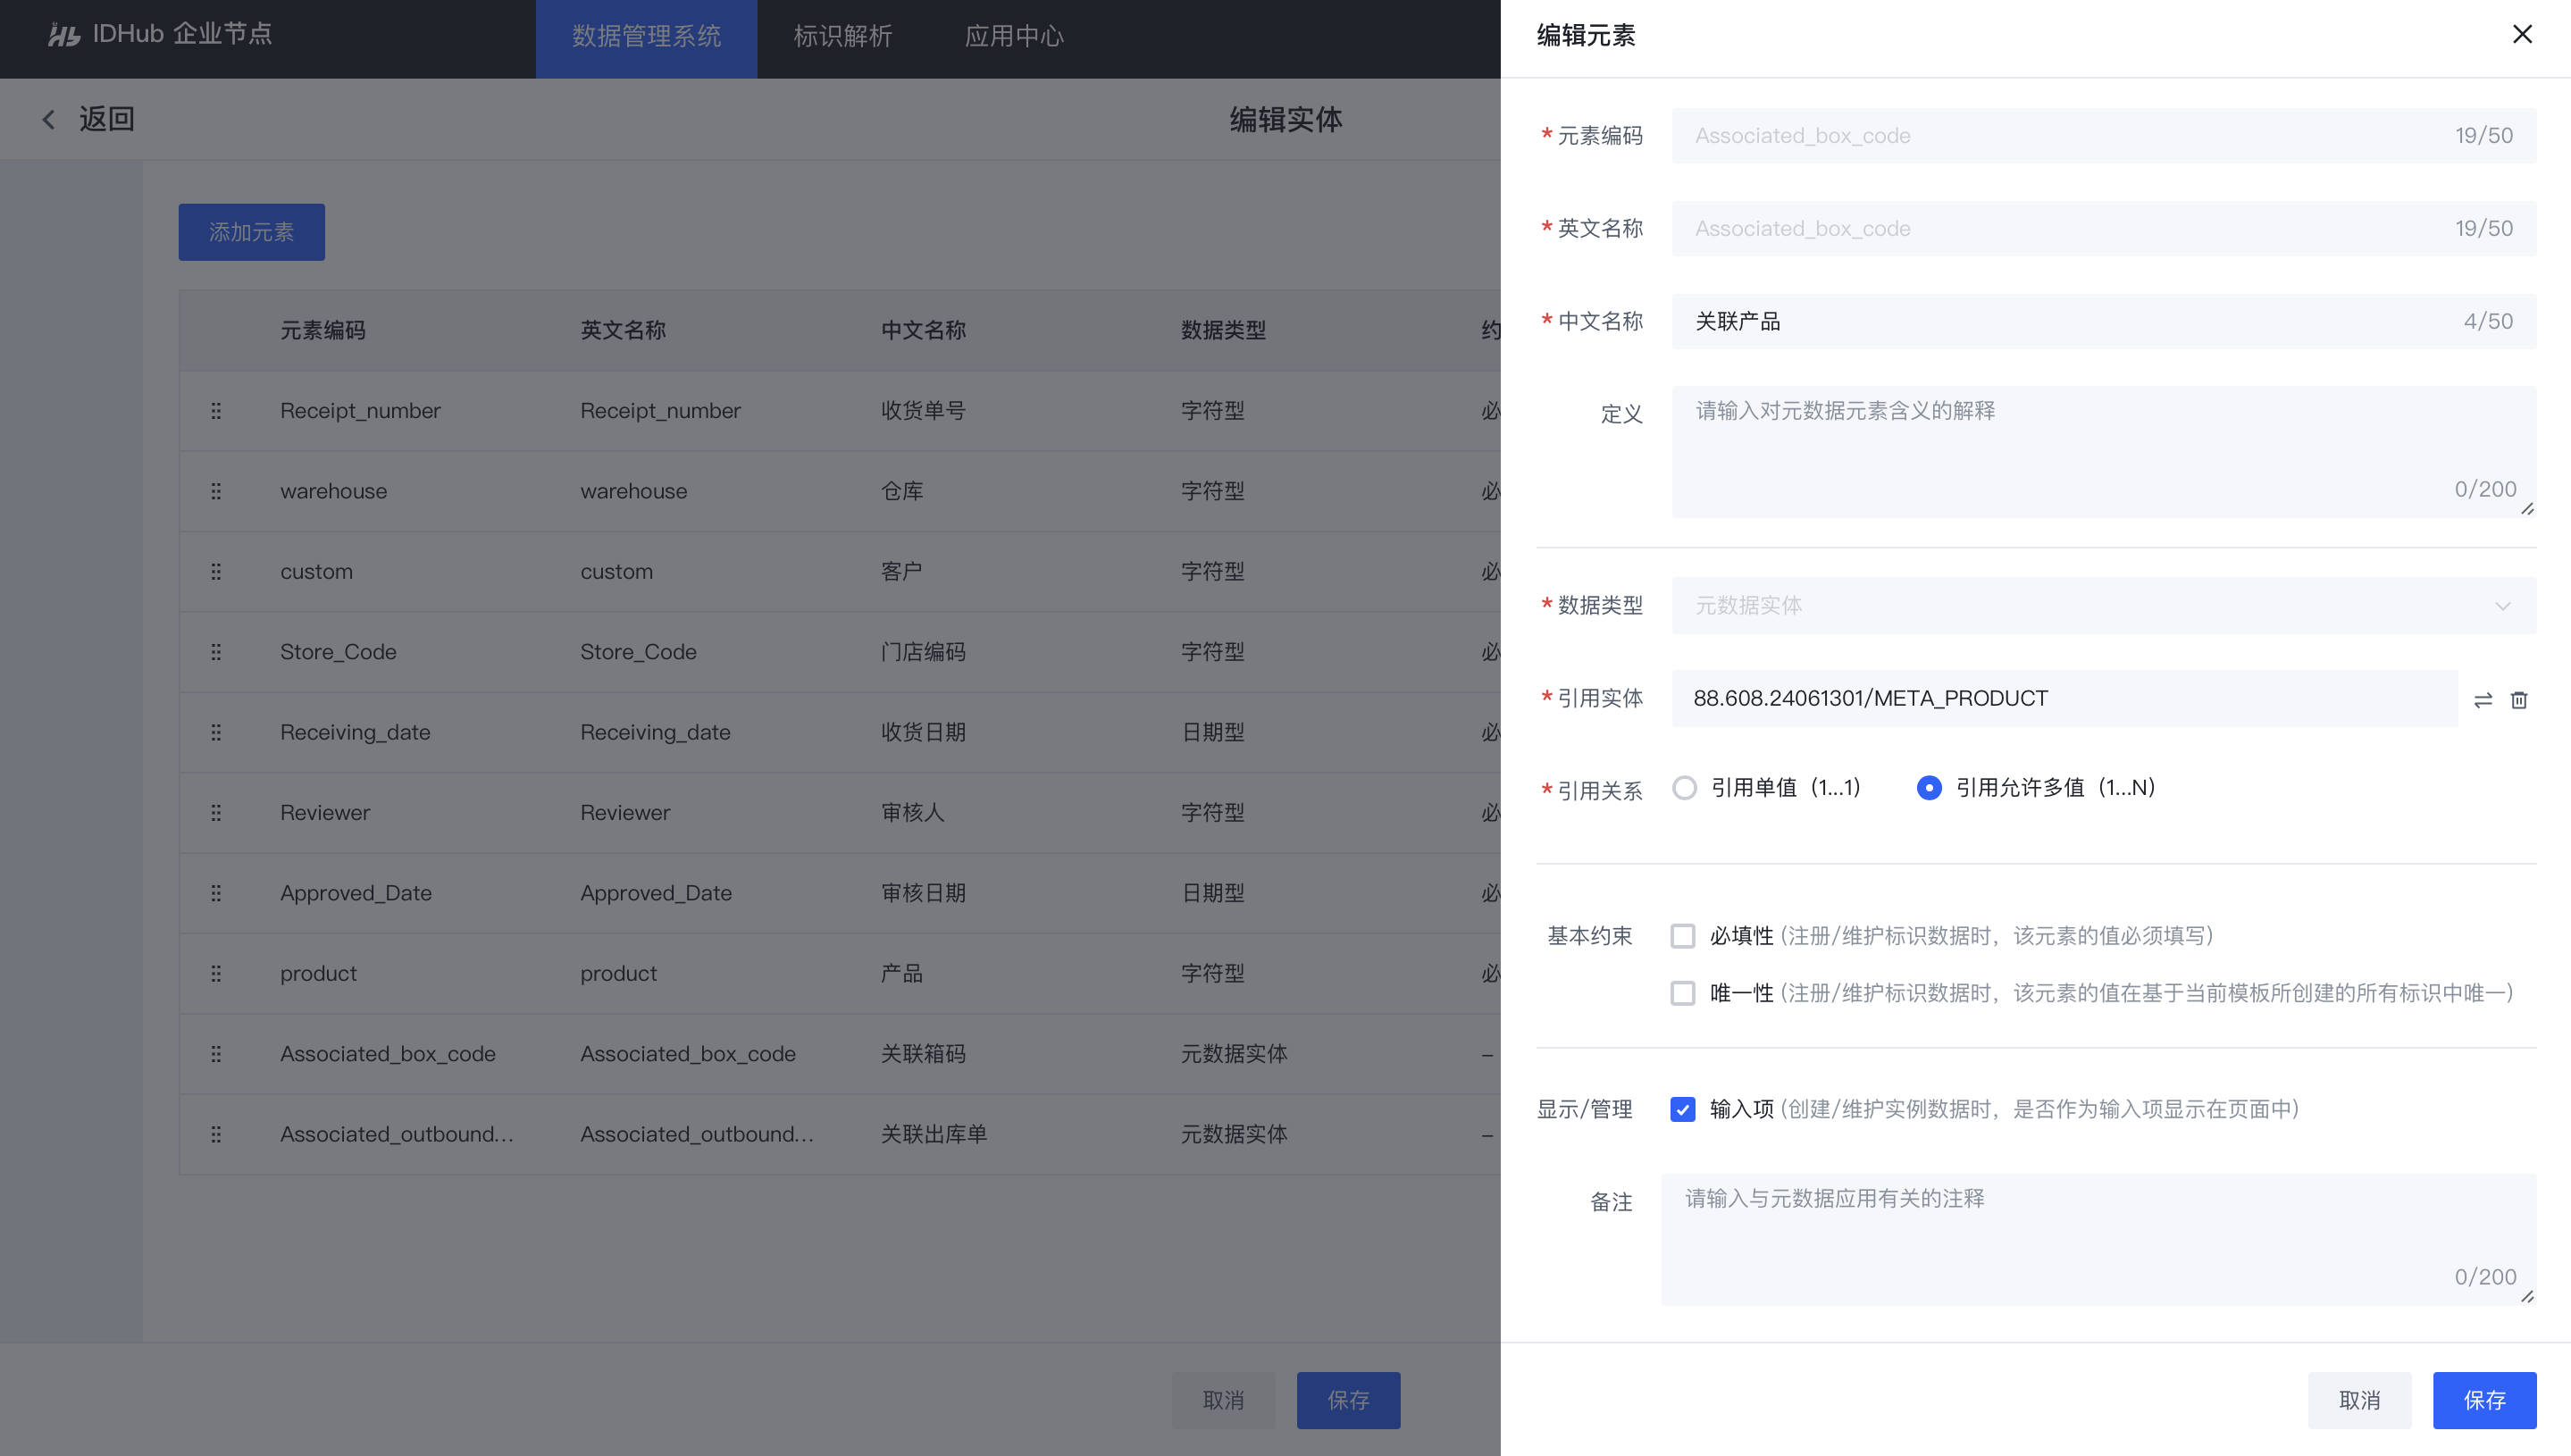 IDHub 企业节点
数据管理系统
标识解析
应用中心
返回
编辑实体
添加元素
元素编码 英文名称 中文名称 数据类型 约
Receipt_number Receipt_number 收货单号 字符型 必
warehouse warehouse 仓库 字符型 必
custom custom 客户 字符型 必
Store_Code Store_Code 门店编码 字符型 必
Receiving_date Receiving_date 收货日期 日期型 必
Reviewer Reviewer 审核人 字符型 必
Approved_Date Approved_Date 审核日期 日期型 必
product product 产品 字符型 必
Associated_box_code Associated_box_code 关联箱码 元数据实体 –
Associated_outbound... Associated_outbound... 关联出库单 元数据实体 –
取消 保存
编辑元素
* 元素编码 Associated_box_code 19/50
* 英文名称 Associated_box_code 19/50
* 中文名称 关联产品 4/50
定义 请输入对元数据元素含义的解释
0/200
* 数据类型 元数据实体
* 引用实体 88.608.24061301/META_PRODUCT
* 引用关系 引用单值（1...1） 引用允许多值（1...N）
基本约束 必填性 (注册/维护标识数据时，该元素的值必须填写)
唯一性 (注册/维护标识数据时，该元素的值在基于当前模板所创建的所有标识中唯一)
显示/管理 输入项 (创建/维护实例数据时，是否作为输入项显示在页面中)
备注 请输入与元数据应用有关的注释
0/200
取消 保存